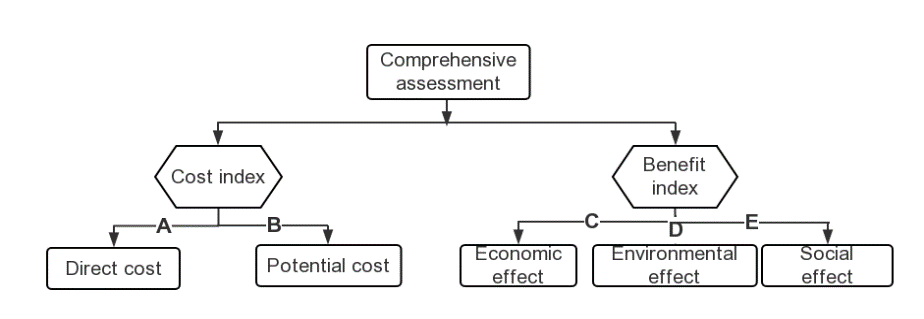 Comprehensive
assessment
Cost index
Benefit
index
A
B
C
D
E
Direct cost
Potential cost
Economic
effect
Environmental
effect
Social
effect